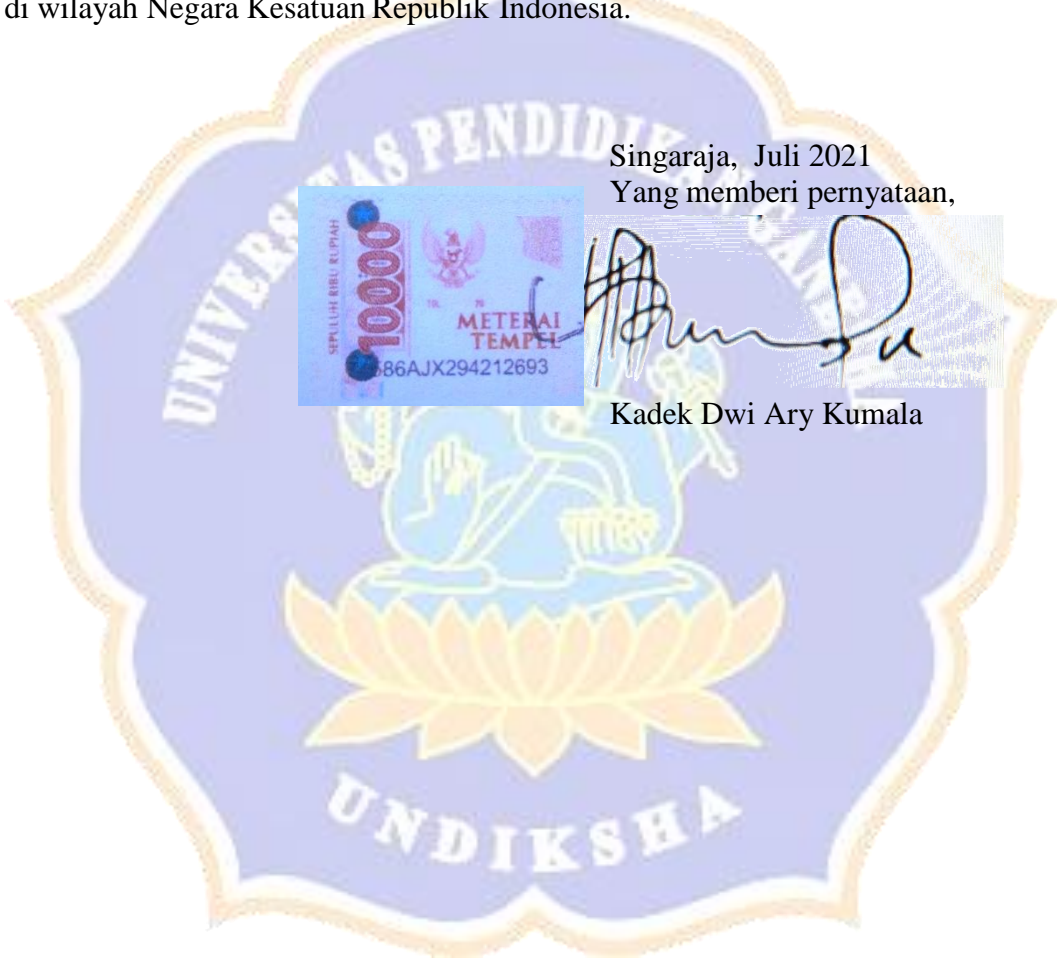 di wilayah Negara Kesatuan Republik Indonesia.
UNIVERSITAS PENDIDIKAN GANESHA
Singaraja, Juli 2021
Yang memberi pernyataan,
SEPULUH RIBU RUPIAH
10000
METERAI
TEMPEL
86AJX294212693
Kadek Dwi Ary Kumala
UNDIKSHA